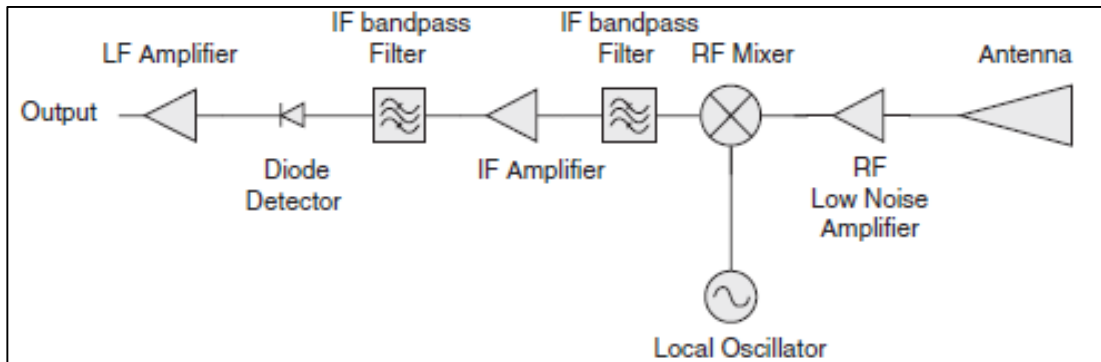 LF Amplifier
IF bandpass
Filter
IF bandpass
Filter
RF Mixer
Antenna
Output
Diode
Detector
IF Amplifier
RF
Low Noise
Amplifier
Local Oscillator